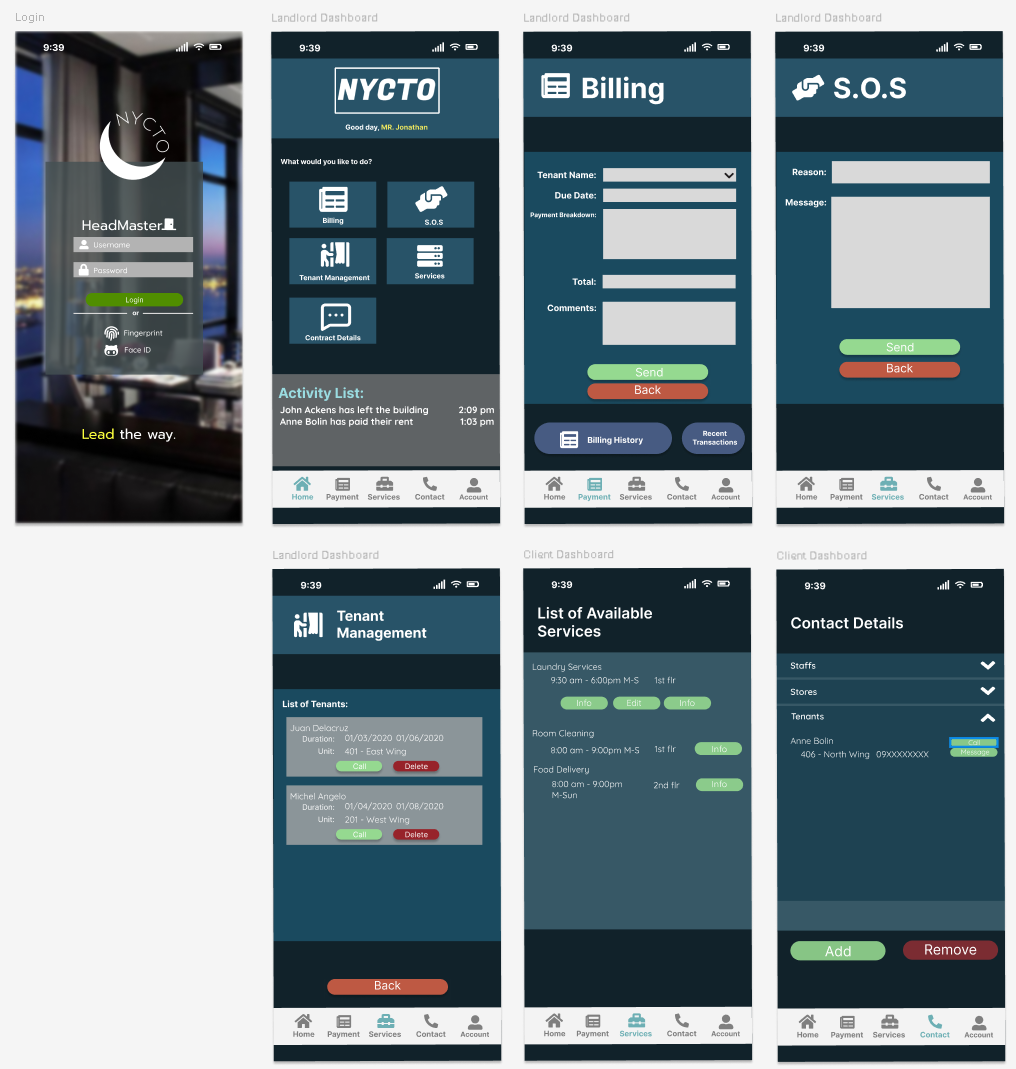 Login
9:39
NYCTO
HeadMaster
Username
Password
Login
or
Fingerprint
Face ID
Lead the way.
Landlord Dashboard
9:39
NYCTO
Good day, MR. Jonathan
What would you like to do?
Billing
S.O.S
Tenant Management
Services
Contract Details
Activity List:
John Ackens has left the building 2:09 pm
Anne Bolin has paid their rent 1:03 pm
Home Payment Services Contact Account
Landlord Dashboard
9:39
Billing
Tenant Name:
Due Date:
Payment Breakdown:
Total:
Comments:
Send
Back
Billing History
Recent
Transactions
Home Payment Services Contact Account
Landlord Dashboard
9:39
S.O.S
Reason:
Message:
Send
Back
Home Payment Services Contact Account
Landlord Dashboard
9:39
Tenant
Management
List of Tenants:
Juan Delacruz
Duration: 01/03/2020 01/06/2020
Unit: 401 - East Wing
Call Delete
Michel Angelo
Duration: 01/04/2020 01/08/2020
Unit: 201 - West Wing
Call Delete
Back
Home Payment Services Contact Account
Client Dashboard
9:39
List of Available
Services
Laundry Services
9:30 am - 6:00pm M-S 1st flr
Info Edit Info
Room Cleaning
8:00 am - 9:00pm M-S 1st flr Info
Food Delivery
8:00 am - 9:00pm 2nd flr Info
M-Sun
Home Payment Services Contact Account
Client Dashboard
9:39
Contact Details
Staffs
Stores
Tenants
Anne Bolin Call
406 - North Wing 09XXXXXXXX Message
Add Remove
Home Payment Services Contact Account